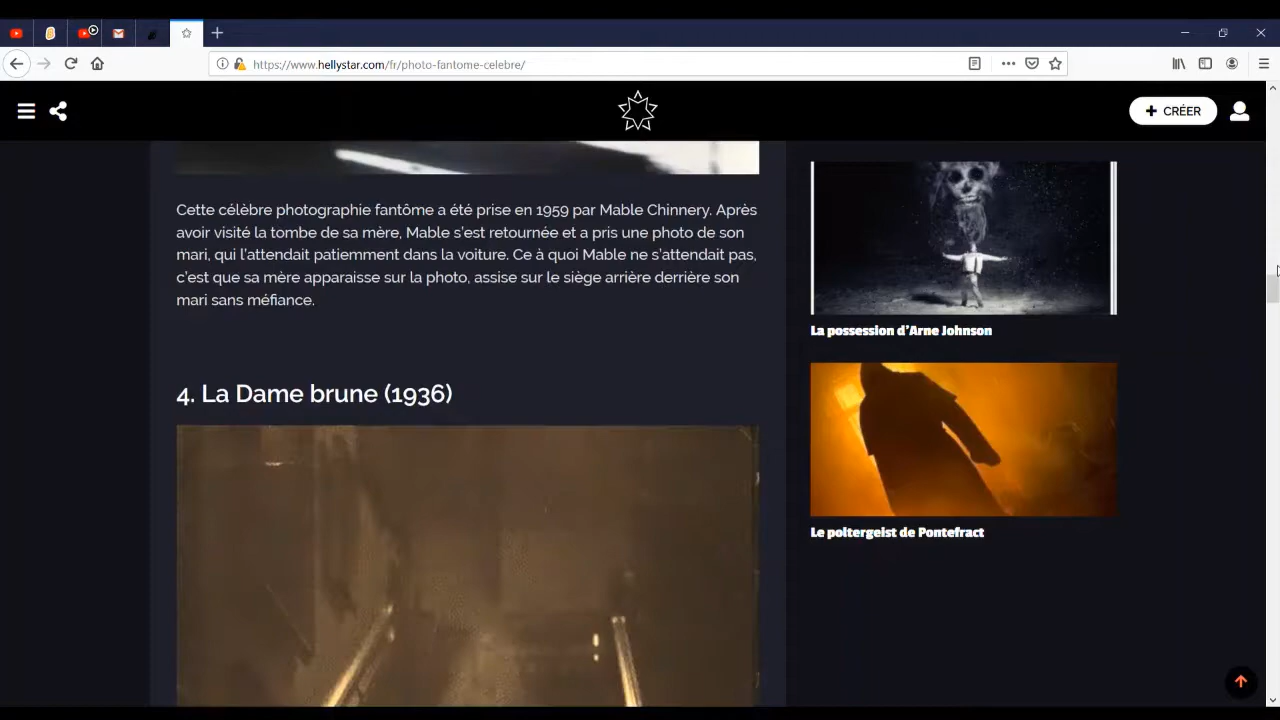 https://www.hellystar.com/fr/photo-fantome-celebre/
CRÉER
Cette célèbre photographie fantôme a été prise en 1959 par Mable Chinnery. Après
avoir visité la tombe de sa mère, Mable s'est retournée et a pris une photo de son
mari, qui l'attendait patiemment dans la voiture. Ce à quoi Mable ne s'attendait pas,
c'est que sa mère apparaisse sur la photo, assise sur le siège arrière derrière son
mari sans méfiance.
4. La Dame brune (1936)
La possession d'Arne Johnson
Le poltergeist de Pontefract